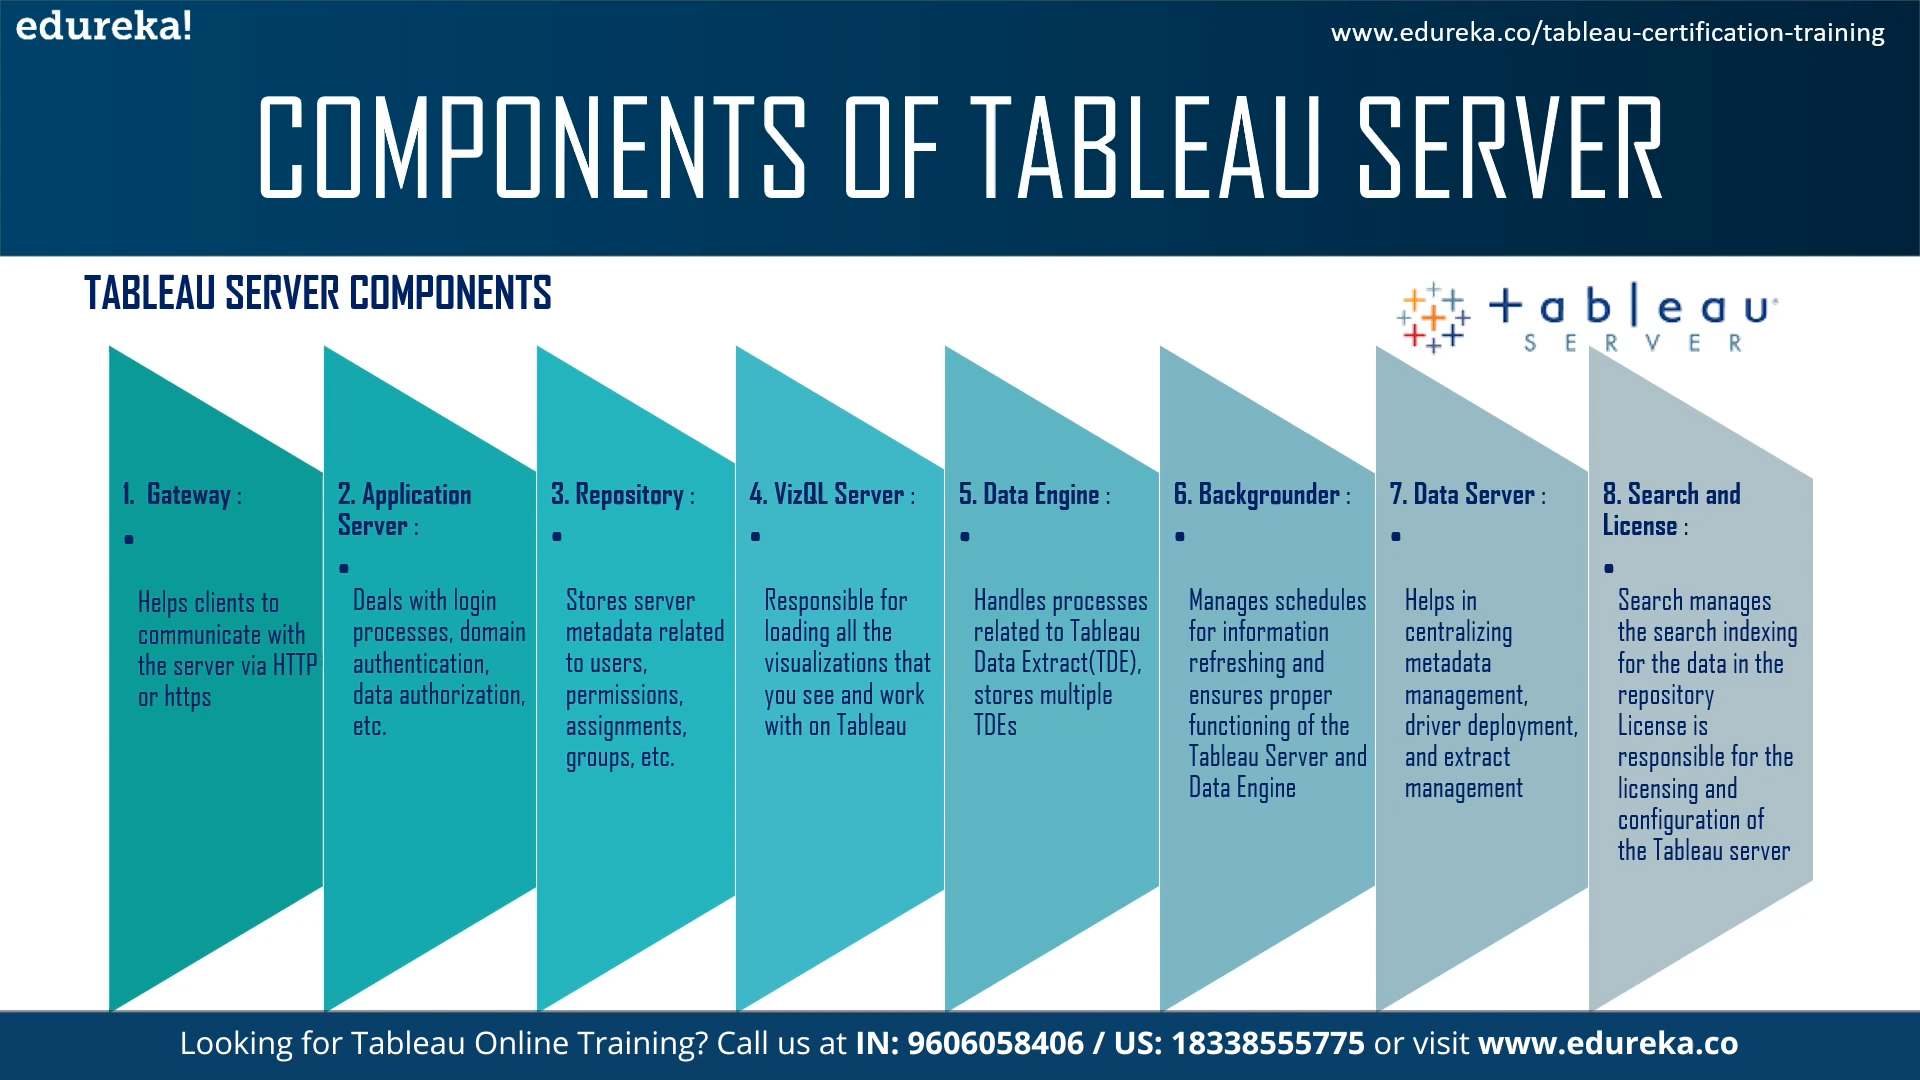 edureka!
www.edureka.co/tableau-certification-training
COMPONENTS OF TABLEAU SERVER
TABLEAU SERVER COMPONENTS
+ableau
SERVER
1. Gateway :
Helps clients to
communicate with
the server via HTTP
or https
2. Application
Server :
Deals with login
processes, domain
authentication,
data authorization,
etc.
3. Repository :
Stores server
metadata related
to users,
permissions,
assignments,
groups, etc.
4. VizQL Server :
Responsible for
loading all the
visualizations that
you see and work
with on Tableau
5. Data Engine :
Handles processes
related to Tableau
Data Extract(TDE),
stores multiple
TDEs
6. Backgrounder :
Manages schedules
for information
refreshing and
ensures proper
functioning of the
Tableau Server and
Data Engine
7. Data Server :
Helps in
centralizing
metadata
management,
driver deployment,
and extract
management
8. Search and
License :
Search manages
the search indexing
for the data in the
repository
License is
responsible for the
licensing and
configuration of
the Tableau server
Looking for Tableau Online Training? Call us at IN: 9606058406 / US: 18338555775 or visit www.edureka.co